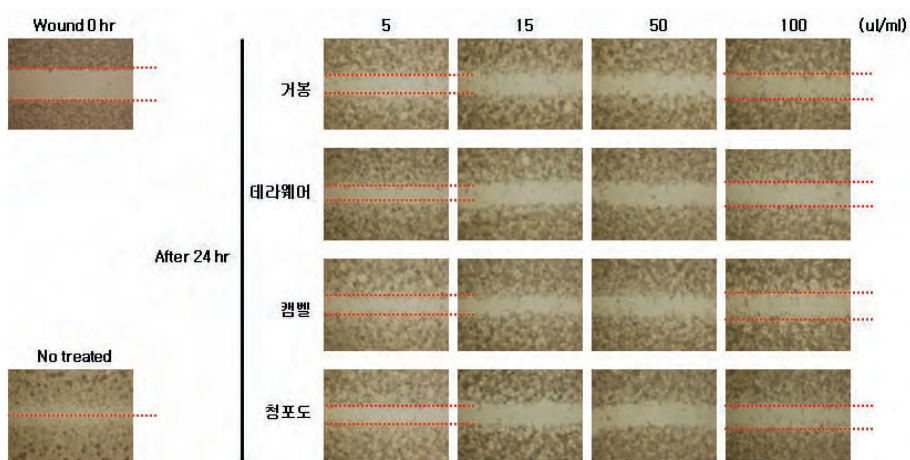 Wound 0 hr
5 15 50 100 (ul/ml)
거봉
데라웨어
After 24 hr
캠벨
No treated
청포도